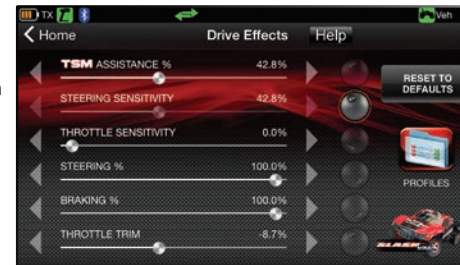 TX Veh
Home Drive Effects Help
TSM ASSISTANCE % 42.8%
STEERING SENSITIVITY 42.8%
THROTTLE SENSITIVITY 0.0%
STEERING % 100.0%
BRAKING % 100.0%
THROTTLE TRIM -8.7%
RESET TO
DEFAULTS
PROFILES
SLASH